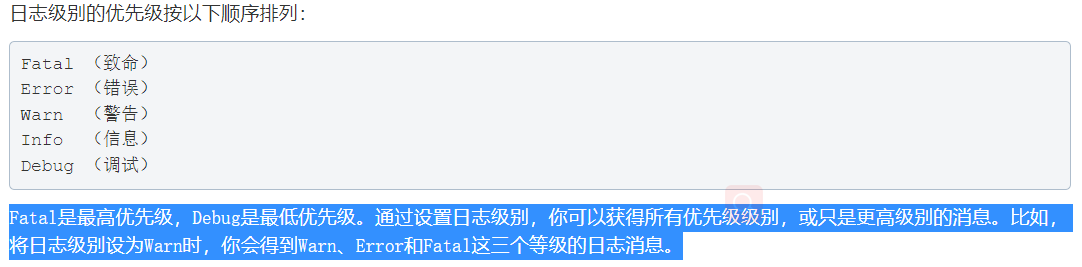 日志级别的优先级按以下顺序排列：
Fatal （致命）
Error （错误）
Warn （警告）
Info （信息）
Debug （调试）
Fatal是最高优先级，Debug是最低优先级。通过设置日志级别，你可以获得所有优先级级别，或只是更高级别的消息。比如，
将日志级别设为Warn时，你会得到Warn、Error和Fatal这三个等级的日志消息。